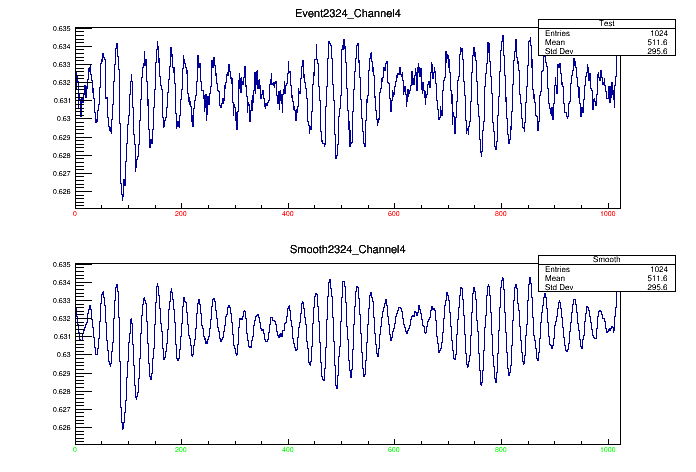 Event2324_Channel4
Test
Entries 1024
Mean 511.6
Std Dev 295.6
0.635
0.634
0.633
0.632
0.631
0.63
0.629
0.628
0.627
0.626
0 200 400 600 800 1000
Smooth2324_Channel4
Smooth
Entries 1024
Mean 511.6
Std Dev 295.6
0.635
0.634
0.633
0.632
0.631
0.63
0.629
0.628
0.627
0.626
0 200 400 600 800 1000